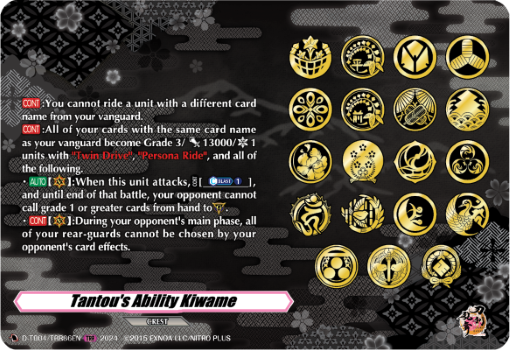 CONT:You cannot ride a unit with a different card
name from your vanguard.
CONT:All of your cards with the same card name
as your vanguard become Grade 3/ 13000/ 1
units with "Twin Drive", "Persona Ride", and all of
the following.
・AUTO【 】:When this unit attacks, [ BLAST 1 ],
and until end of that battle, your opponent cannot
call grade 1 or greater cards from hand to .
・CONT【 】:During your opponent's main phase, all
of your rear-guards cannot be chosen by your
opponent's card effects.
Tantou's Ability Kiwame
CREST
2024 ©2015 EXNOA LLC/NITRO PLUS